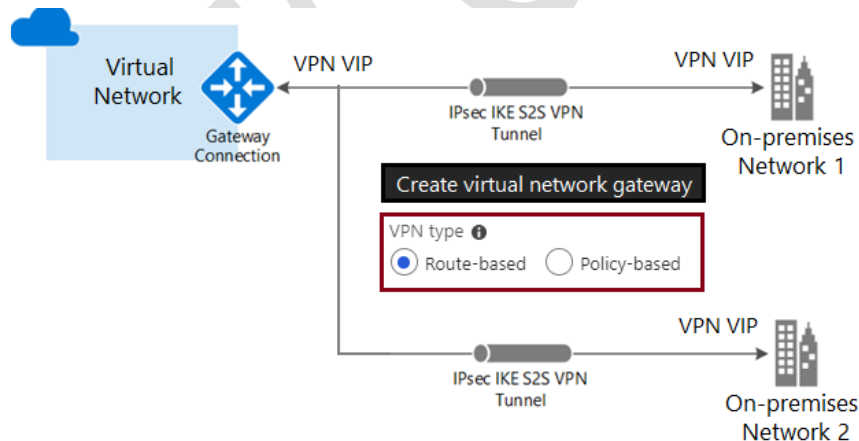 Virtual
Network
VPN VIP
VPN VIP
Gateway
Connection
IPsec IKE S2S VPN
Tunnel
On-premises
Network 1
Create virtual network gateway
VPN type
Route-based
Policy-based
VPN VIP
IPsec IKE S2S VPN
Tunnel
On-premises
Network 2